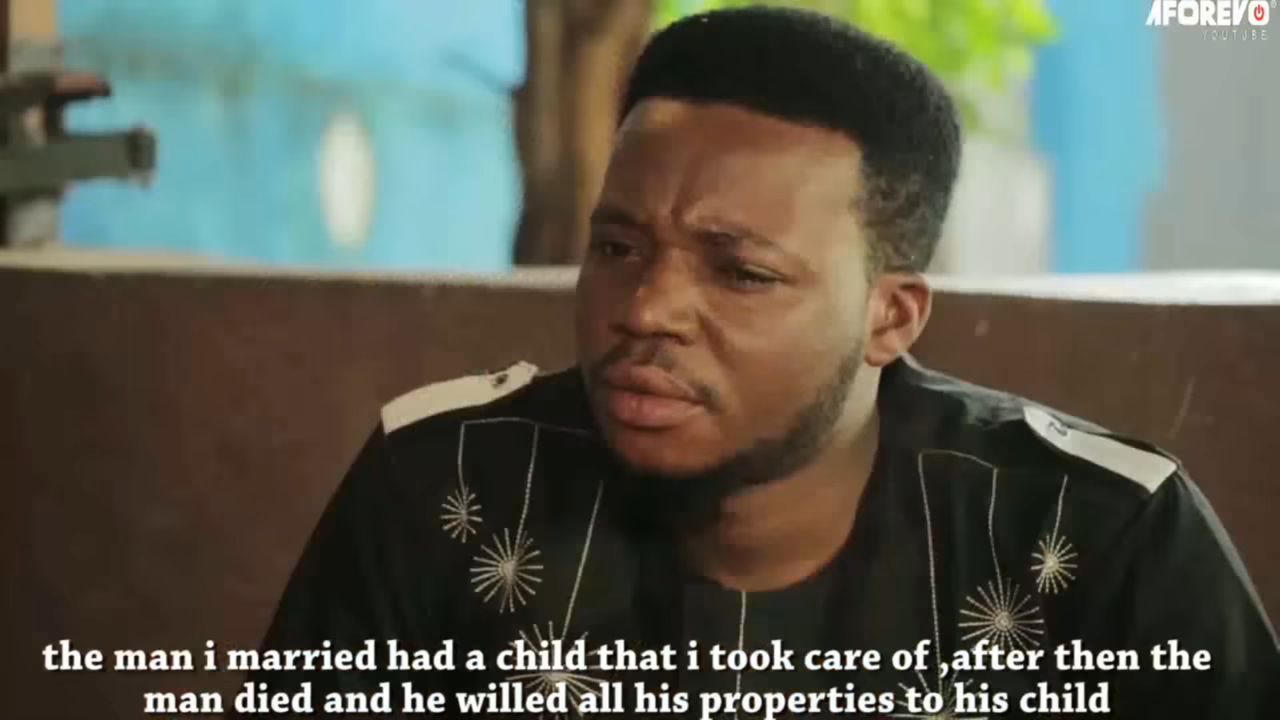 AFOREVO
YOUTUBE
the man i married had a child that i took care of ,after then the
man died and he willed all his properties to his child